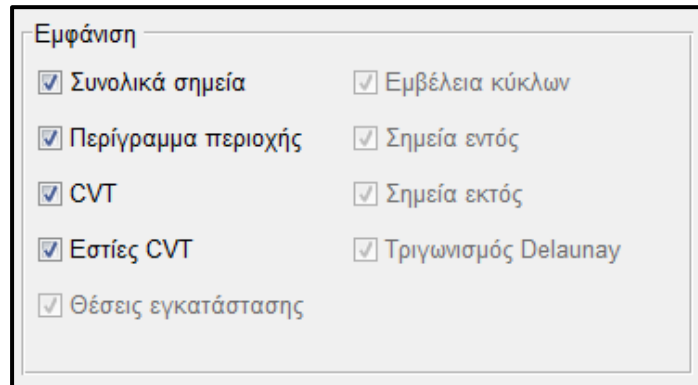 Εμφάνιση
Συνολικά σημεία
Περίγραμμα περιοχής
CVT
Εστίες CVT
Θέσεις εγκατάστασης
Εμβέλεια κύκλων
Σημεία εντός
Σημεία εκτός
Τριγωνισμός Delaunay